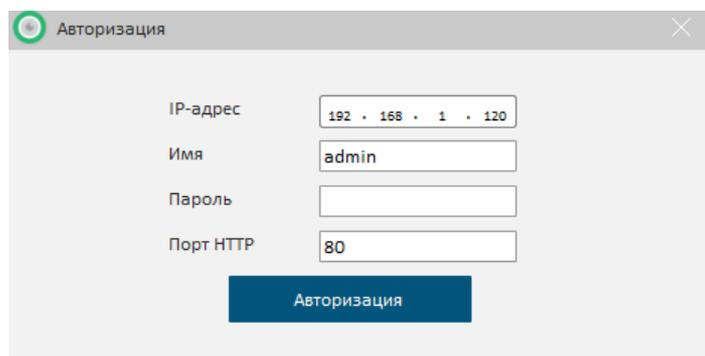 Авторизация
IP-адрес 192 . 168 . 1 . 120
Имя admin
Пароль
Порт HTTP 80
Авторизация